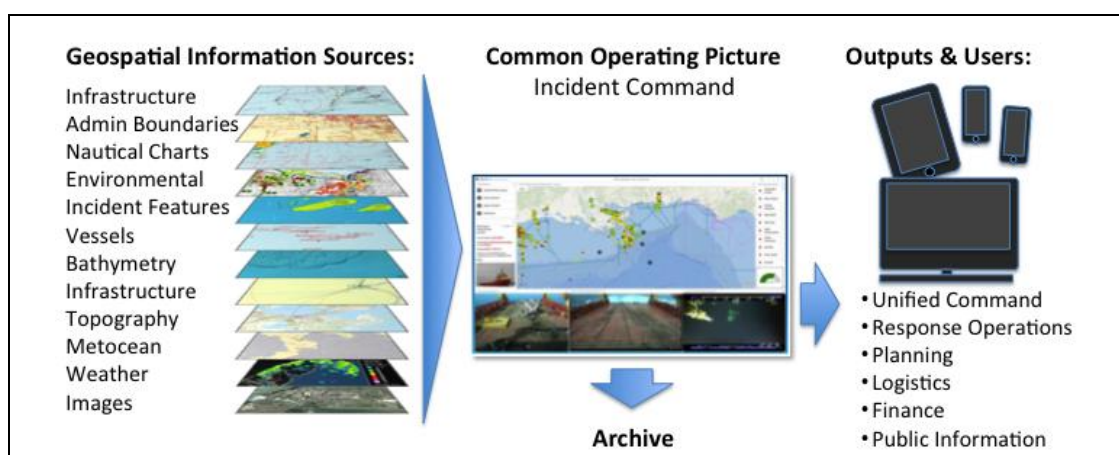 Geospatial Information Sources:
Infrastructure
Admin Boundaries
Nautical Charts
Environmental
Incident Features
Vessels
Bathymetry
Infrastructure
Topography
Metocean
Weather
Images
Common Operating Picture
Incident Command
Archive
Outputs & Users:
• Unified Command
• Response Operations
• Planning
• Logistics
• Finance
• Public Information